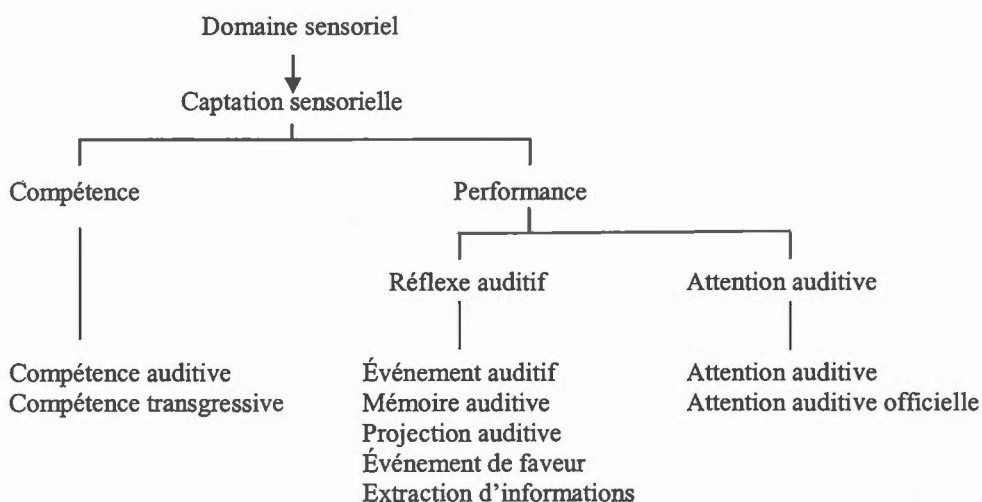 Domaine sensoriel
Captation sensorielle
Compétence
Performance
Réflexe auditif
Attention auditive
Compétence auditive
Compétence transgressive
Événement auditif
Mémoire auditive
Projection auditive
Événement de faveur
Extraction d'informations
Attention auditive
Attention auditive officielle